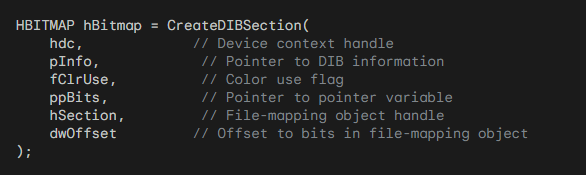 HBITMAP hBitmap = CreateDIBSection(
    hdc,              // Device context handle
    pInfo,             // Pointer to DIB information
    fClrUse,           // Color use flag
    ppBits,            // Pointer to pointer variable
    hSection,          // File-mapping object handle
    dwOffset          // Offset to bits in file-mapping object
);